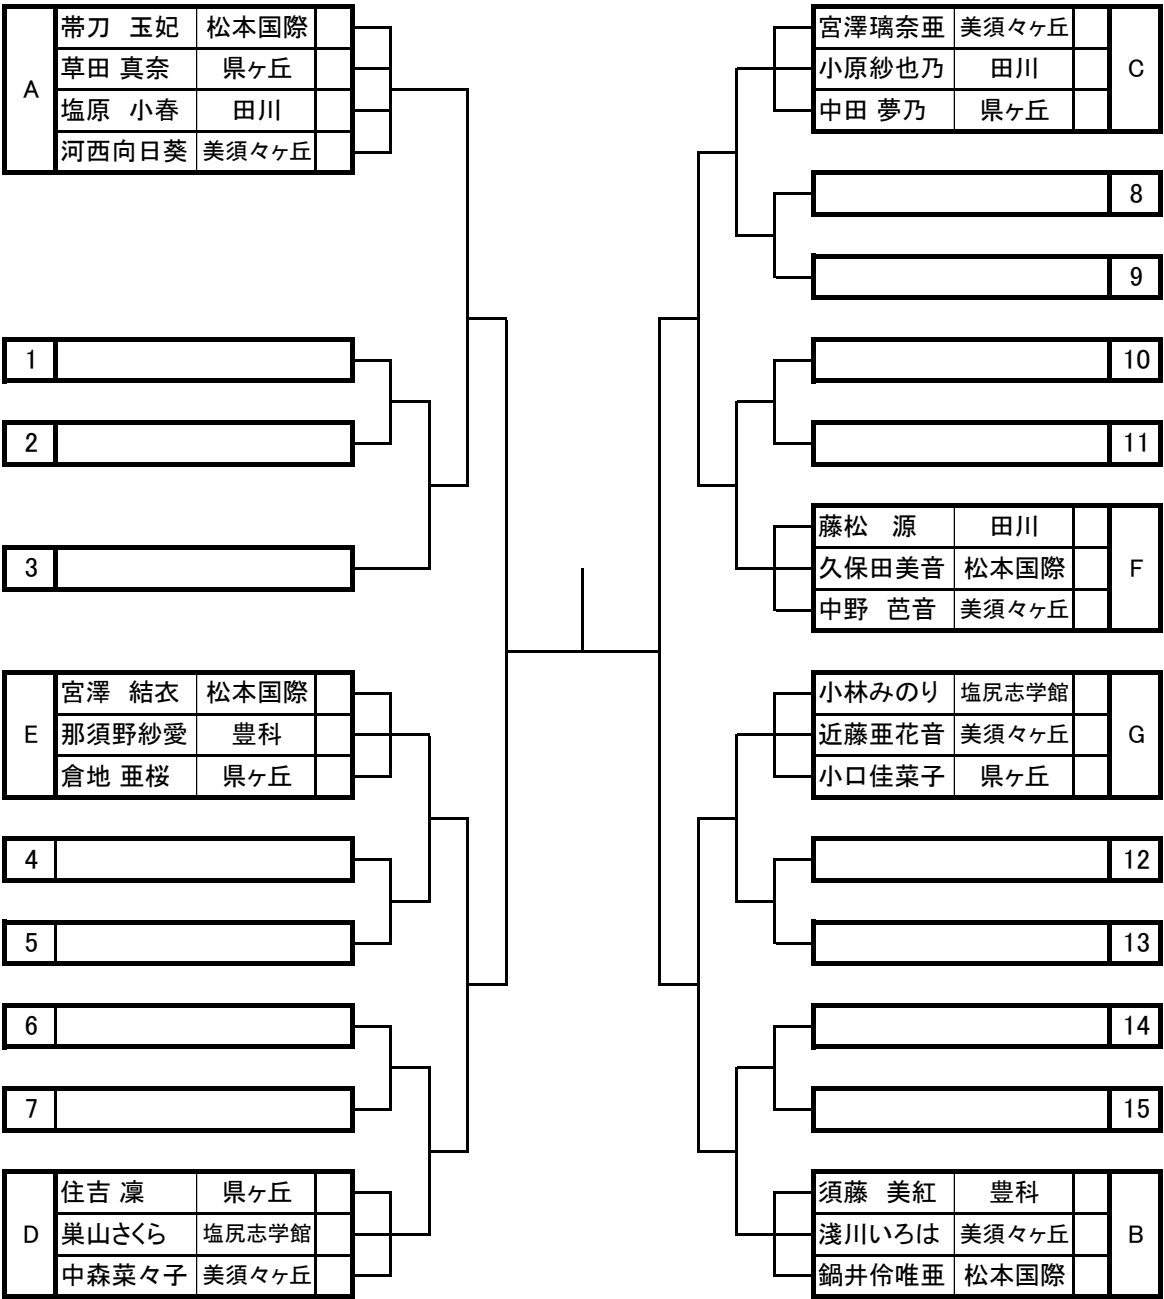 A
帯刀　玉妃 松本国際
草田 真奈 県ヶ丘
塩原　小春 田川
河西向日葵 美須々ヶ丘
1
2
3
E
宮澤　結衣 松本国際
那須野紗愛 豊科
倉地 亜桜 県ヶ丘
4
5
6
7
D
住吉 凜 県ヶ丘
巣山さくら 塩尻志学館
中森菜々子 美須々ヶ丘
宮澤璃奈亜 美須々ヶ丘
小原紗也乃 田川
中田 夢乃 県ヶ丘
C
8
9
10
11
藤松　源 田川
久保田美音 松本国際
中野　芭音 美須々ヶ丘
F
小林みのり 塩尻志学館
近藤亜花音 美須々ヶ丘
小口佳菜子 県ヶ丘
G
12
13
14
15
須藤　美紅 豊科
淺川いろは 美須々ヶ丘
鍋井伶唯亜 松本国際
B